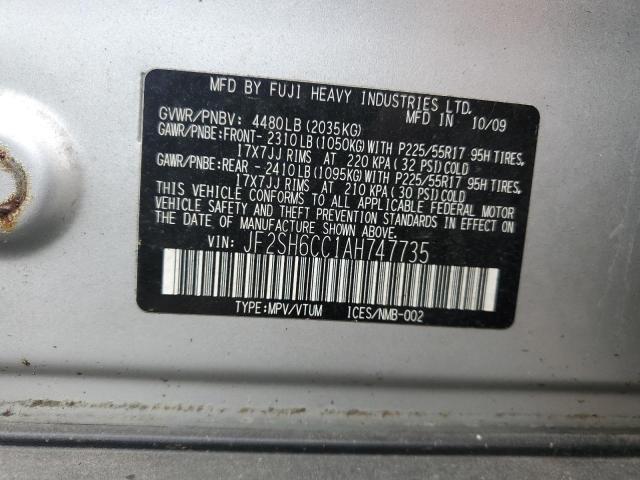 MFD BY FUJI HEAVY INDUSTRIES LTD.
GVWR/PNBV: 4480LB (2035KG) MFD IN 10/09
GAWR/PNBE:FRONT- 2310LB (1050KG)WITH P225/55R17 95H TIRES,
17X7JJ RIMS AT 220 KPA (32 PSI)COLD
GAWR/PNBE:REAR - 2410LB (1095KG)WITH P225/55R17 95H TIRES,
17X7JJ RIMS AT 210 KPA (30 PSI)COLD
THIS VEHICLE CONFORMS TO ALL APPLICABLE FEDERAL MOTOR
VEHICLE SAFETY AND THEFT PREVENTION STANDARDS IN EFFECT ON
THE DATE OF MANUFACTURE SHOWN ABOVE.
VIN: JF2SH6CC1AH747735
TYPE:MPV/VTUM ICES/NMB-002